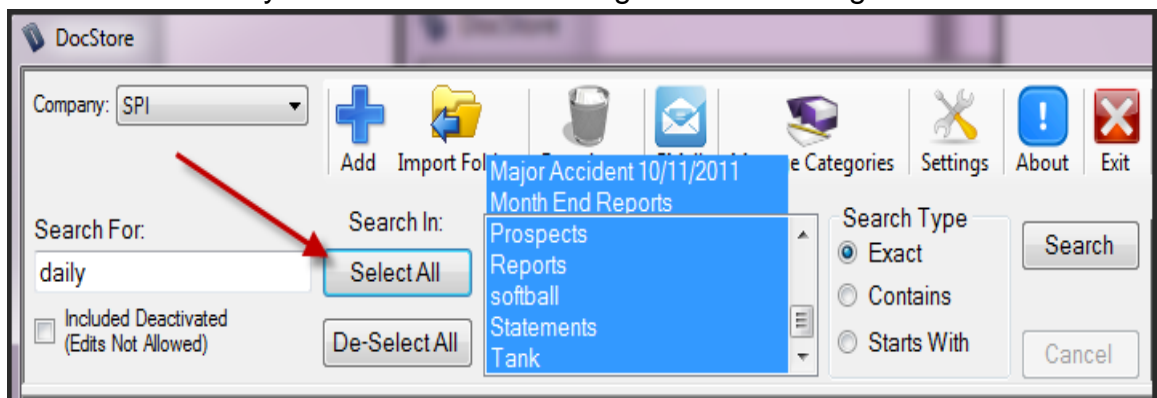 DocStore
Company: SPI
Add Import Fol e Categories Settings About Exit
Major Accident 10/11/2011
Month End Reports
Search For:
daily
Included Deactivated
(Edits Not Allowed)
Search In:
Select All
De-Select All
Prospects
Reports
softball
Statements
Tank
Search Type
Exact
Contains
Starts With
Search
Cancel